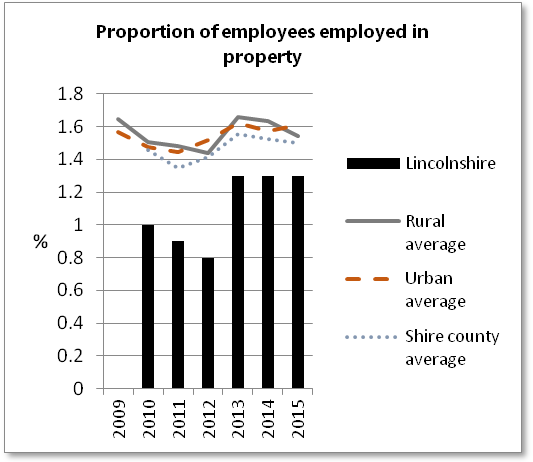 Proportion of employees employed in
property
1.8
1.6
1.4
1.2
1
0.8
0.6
0.4
0.2
0
%
2009
2010
2011
2012
2013
2014
2015
Lincolnshire
Rural
average
Urban
average
Shire county
average